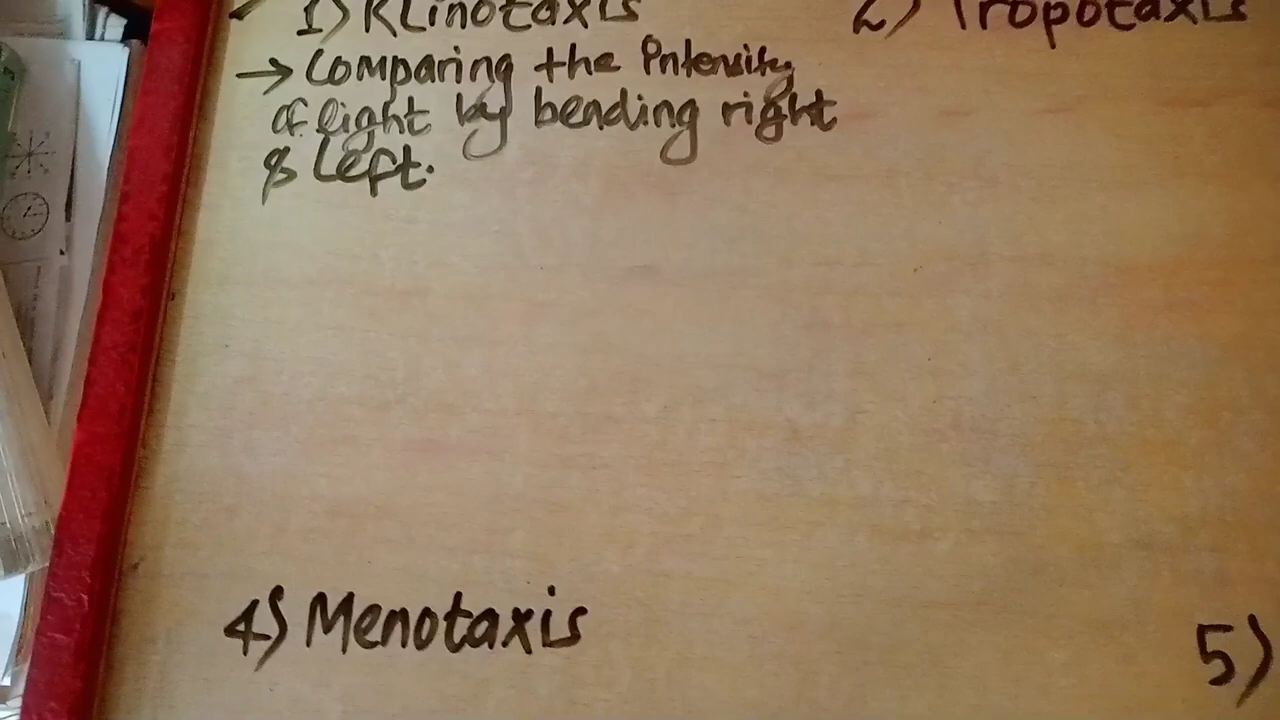 1) Klinotaxis
2) Tropotaxis
→ Comparing the Intensity
of light by bending right
& Left.
4) Menotaxis
5)